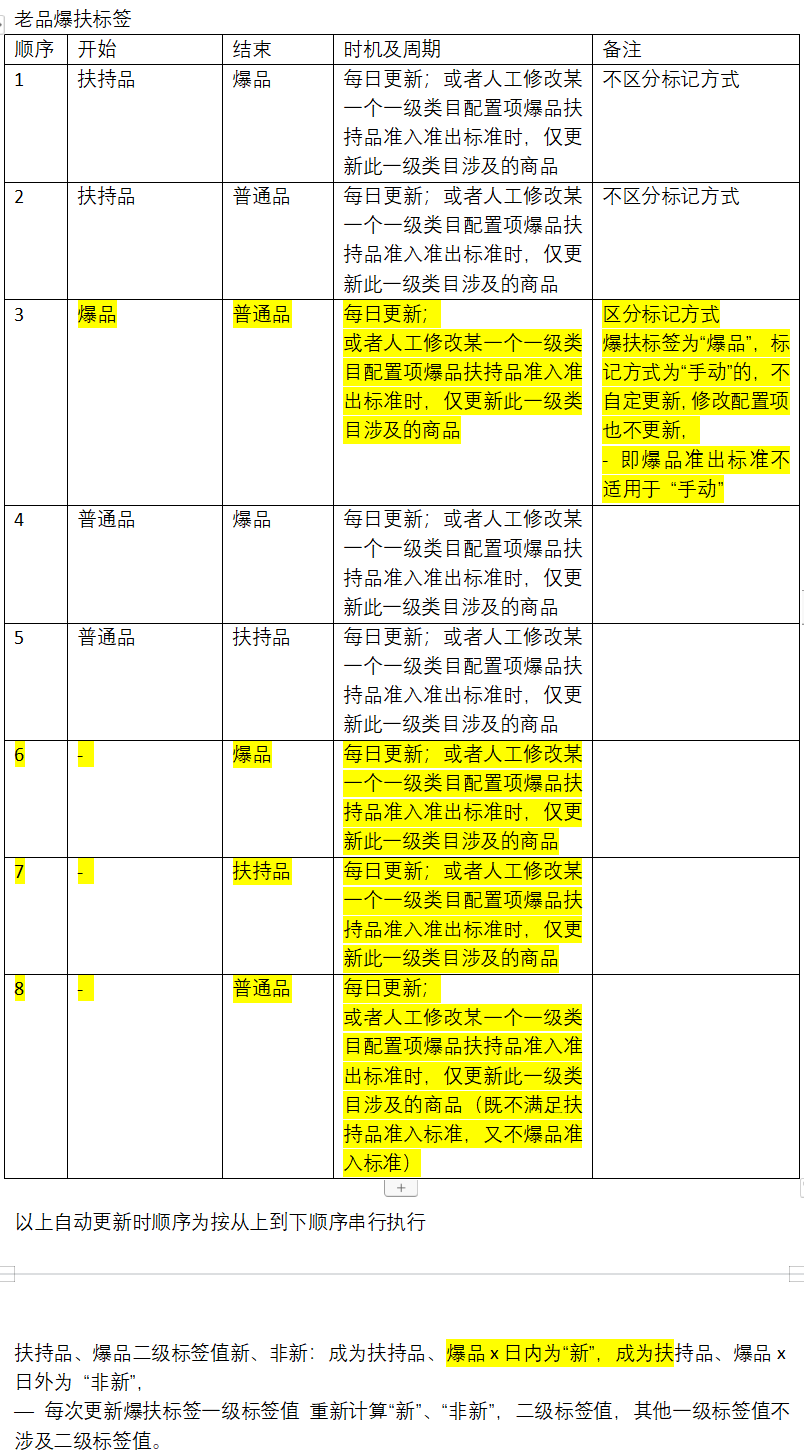 老品爆扶标签
顺序 开始 结束 时机及周期 备注
1 扶持品 爆品 每日更新；或者人工修改某 不区分标记方式
一个一级类目配置项爆品扶
持品准入准出标准时，仅更
新此一级类目涉及的商品
2 扶持品 普通品 每日更新；或者人工修改某 不区分标记方式
一个一级类目配置项爆品扶
持品准入准出标准时，仅更
新此一级类目涉及的商品
3 爆品 普通品 每日更新； 区分标记方式
或者人工修改某一个一级类 爆扶标签为“爆品”，标
目配置项爆品扶持品准入准 记方式为“手动”的，不
出标准时，仅更新此一级类 自定更新, 修改配置项
目涉及的商品 也不更新，
- 即爆品准出标准不
适用于 “手动”
4 普通品 爆品 每日更新；或者人工修改某
一个一级类目配置项爆品扶
持品准入准出标准时，仅更
新此一级类目涉及的商品
5 普通品 扶持品 每日更新；或者人工修改某
一个一级类目配置项爆品扶
持品准入准出标准时，仅更
新此一级类目涉及的商品
6 - 爆品 每日更新；或者人工修改某
一个一级类目配置项爆品扶
持品准入准出标准时，仅更
新此一级类目涉及的商品
7 - 扶持品 每日更新；或者人工修改某
一个一级类目配置项爆品扶
持品准入准出标准时，仅更
新此一级类目涉及的商品
8 - 普通品 每日更新；
或者人工修改某一个一级类
目配置项爆品扶持品准入准
出标准时，仅更新此一级类
目涉及的商品（既不满足扶
持品准入标准，又不爆品准
入标准）
以上自动更新时顺序为按从上到下顺序串行执行
扶持品、爆品二级标签值新、非新：成为扶持品、爆品 x 日内为“新”，成为扶持品、爆品 x
日外为 “非新”，
— 每次更新爆扶标签一级标签值 重新计算“新”、“非新”，二级标签值，其他一级标签值不
涉及二级标签值。